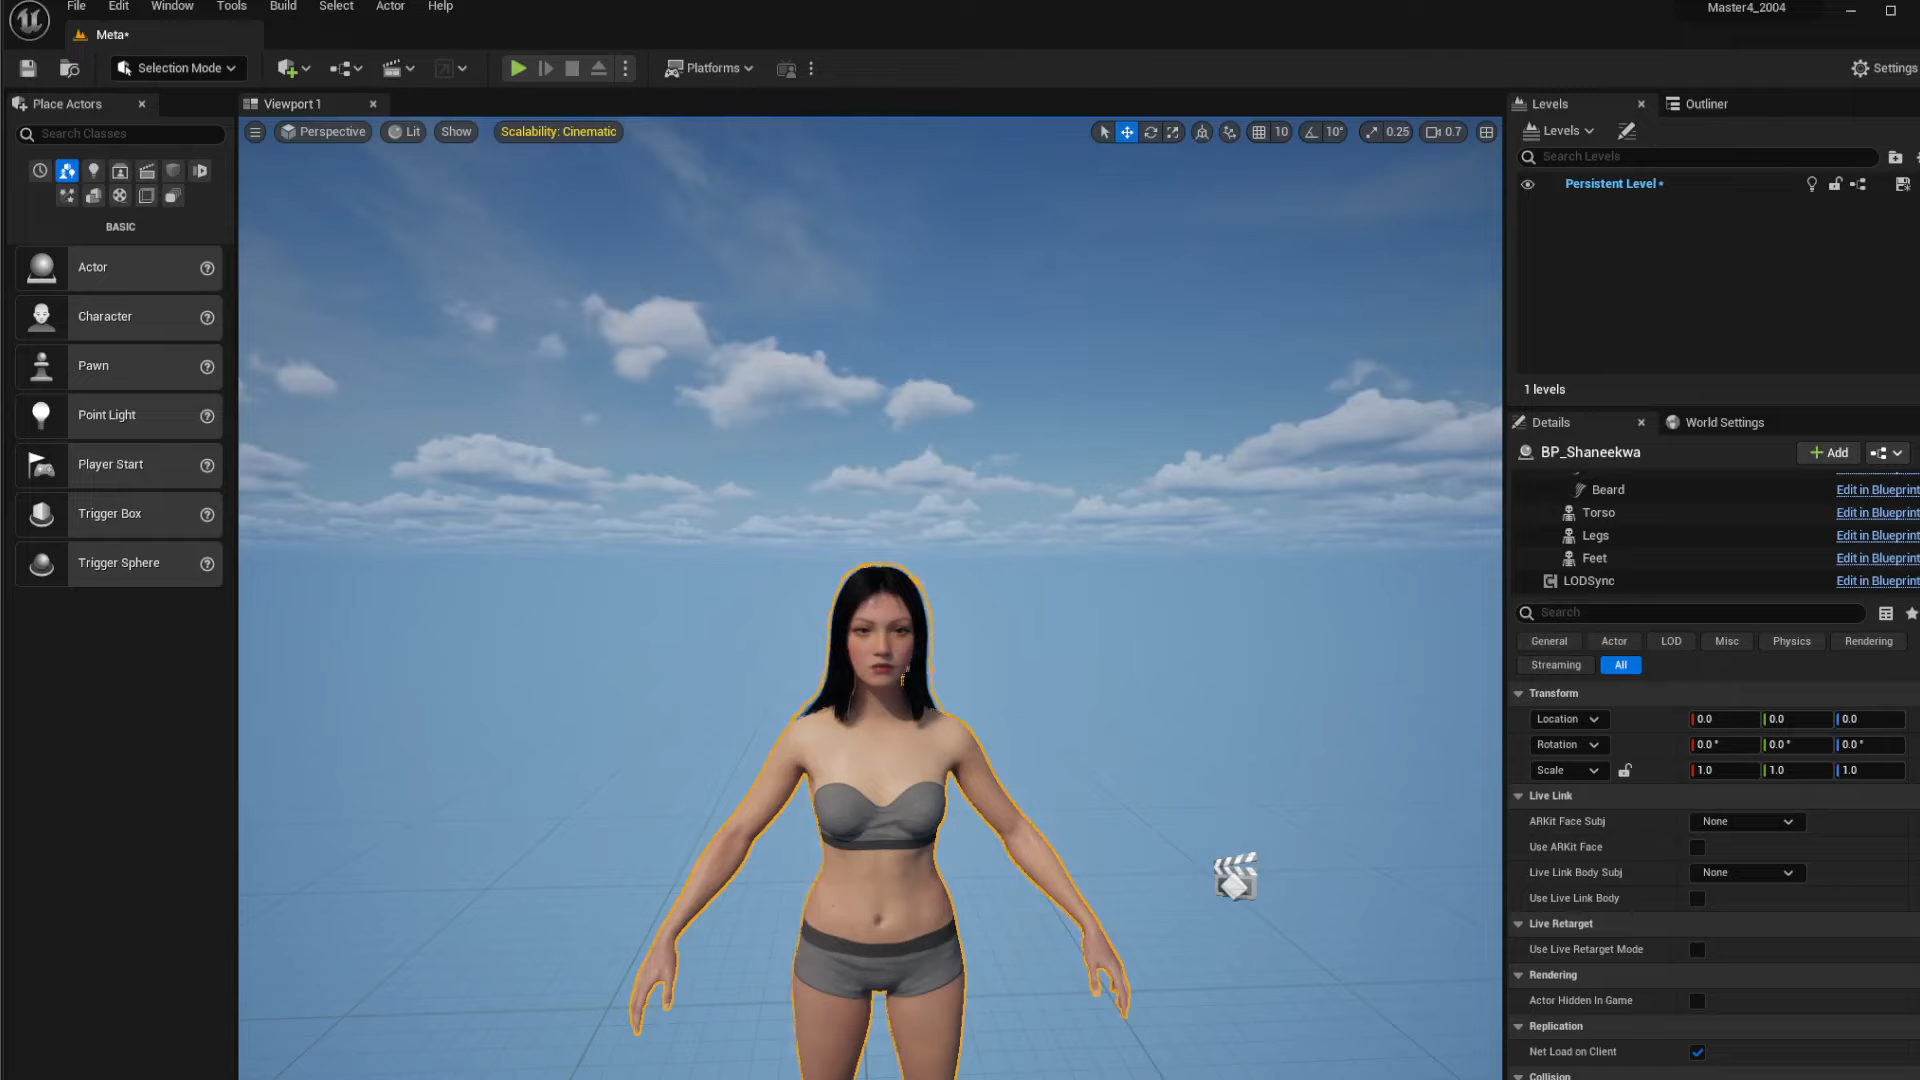 File Edit Window Tools Build Select Actor Help
Master4_2004
Meta*
Selection Mode
Platforms
Settings
Place Actors
Viewport 1
Levels
Outliner
Search Classes
Perspective
Lit
Show
Scalability: Cinematic
10
10°
0.25
0.7
Levels
Search Levels
Persistent Level •
BASIC
Actor
Character
Pawn
Point Light
Player Start
Trigger Box
Trigger Sphere
1 levels
Details
World Settings
BP_Shaneekwa
Add
Beard
Edit in Blueprint
Torso
Edit in Blueprint
Legs
Edit in Blueprint
Feet
Edit in Blueprint
LODSync
Edit in Blueprint
Search
General Actor LOD Misc Physics Rendering
Streaming All
Transform
Location 0.0 0.0 0.0
Rotation 0.0 ° 0.0 ° 0.0 °
Scale 1.0 1.0 1.0
Live Link
ARKit Face Subj None
Use ARKit Face
Live Link Body Subj None
Use Live Link Body
Live Retarget
Use Live Retarget Mode
Rendering
Actor Hidden In Game
Replication
Net Load on Client
Collision